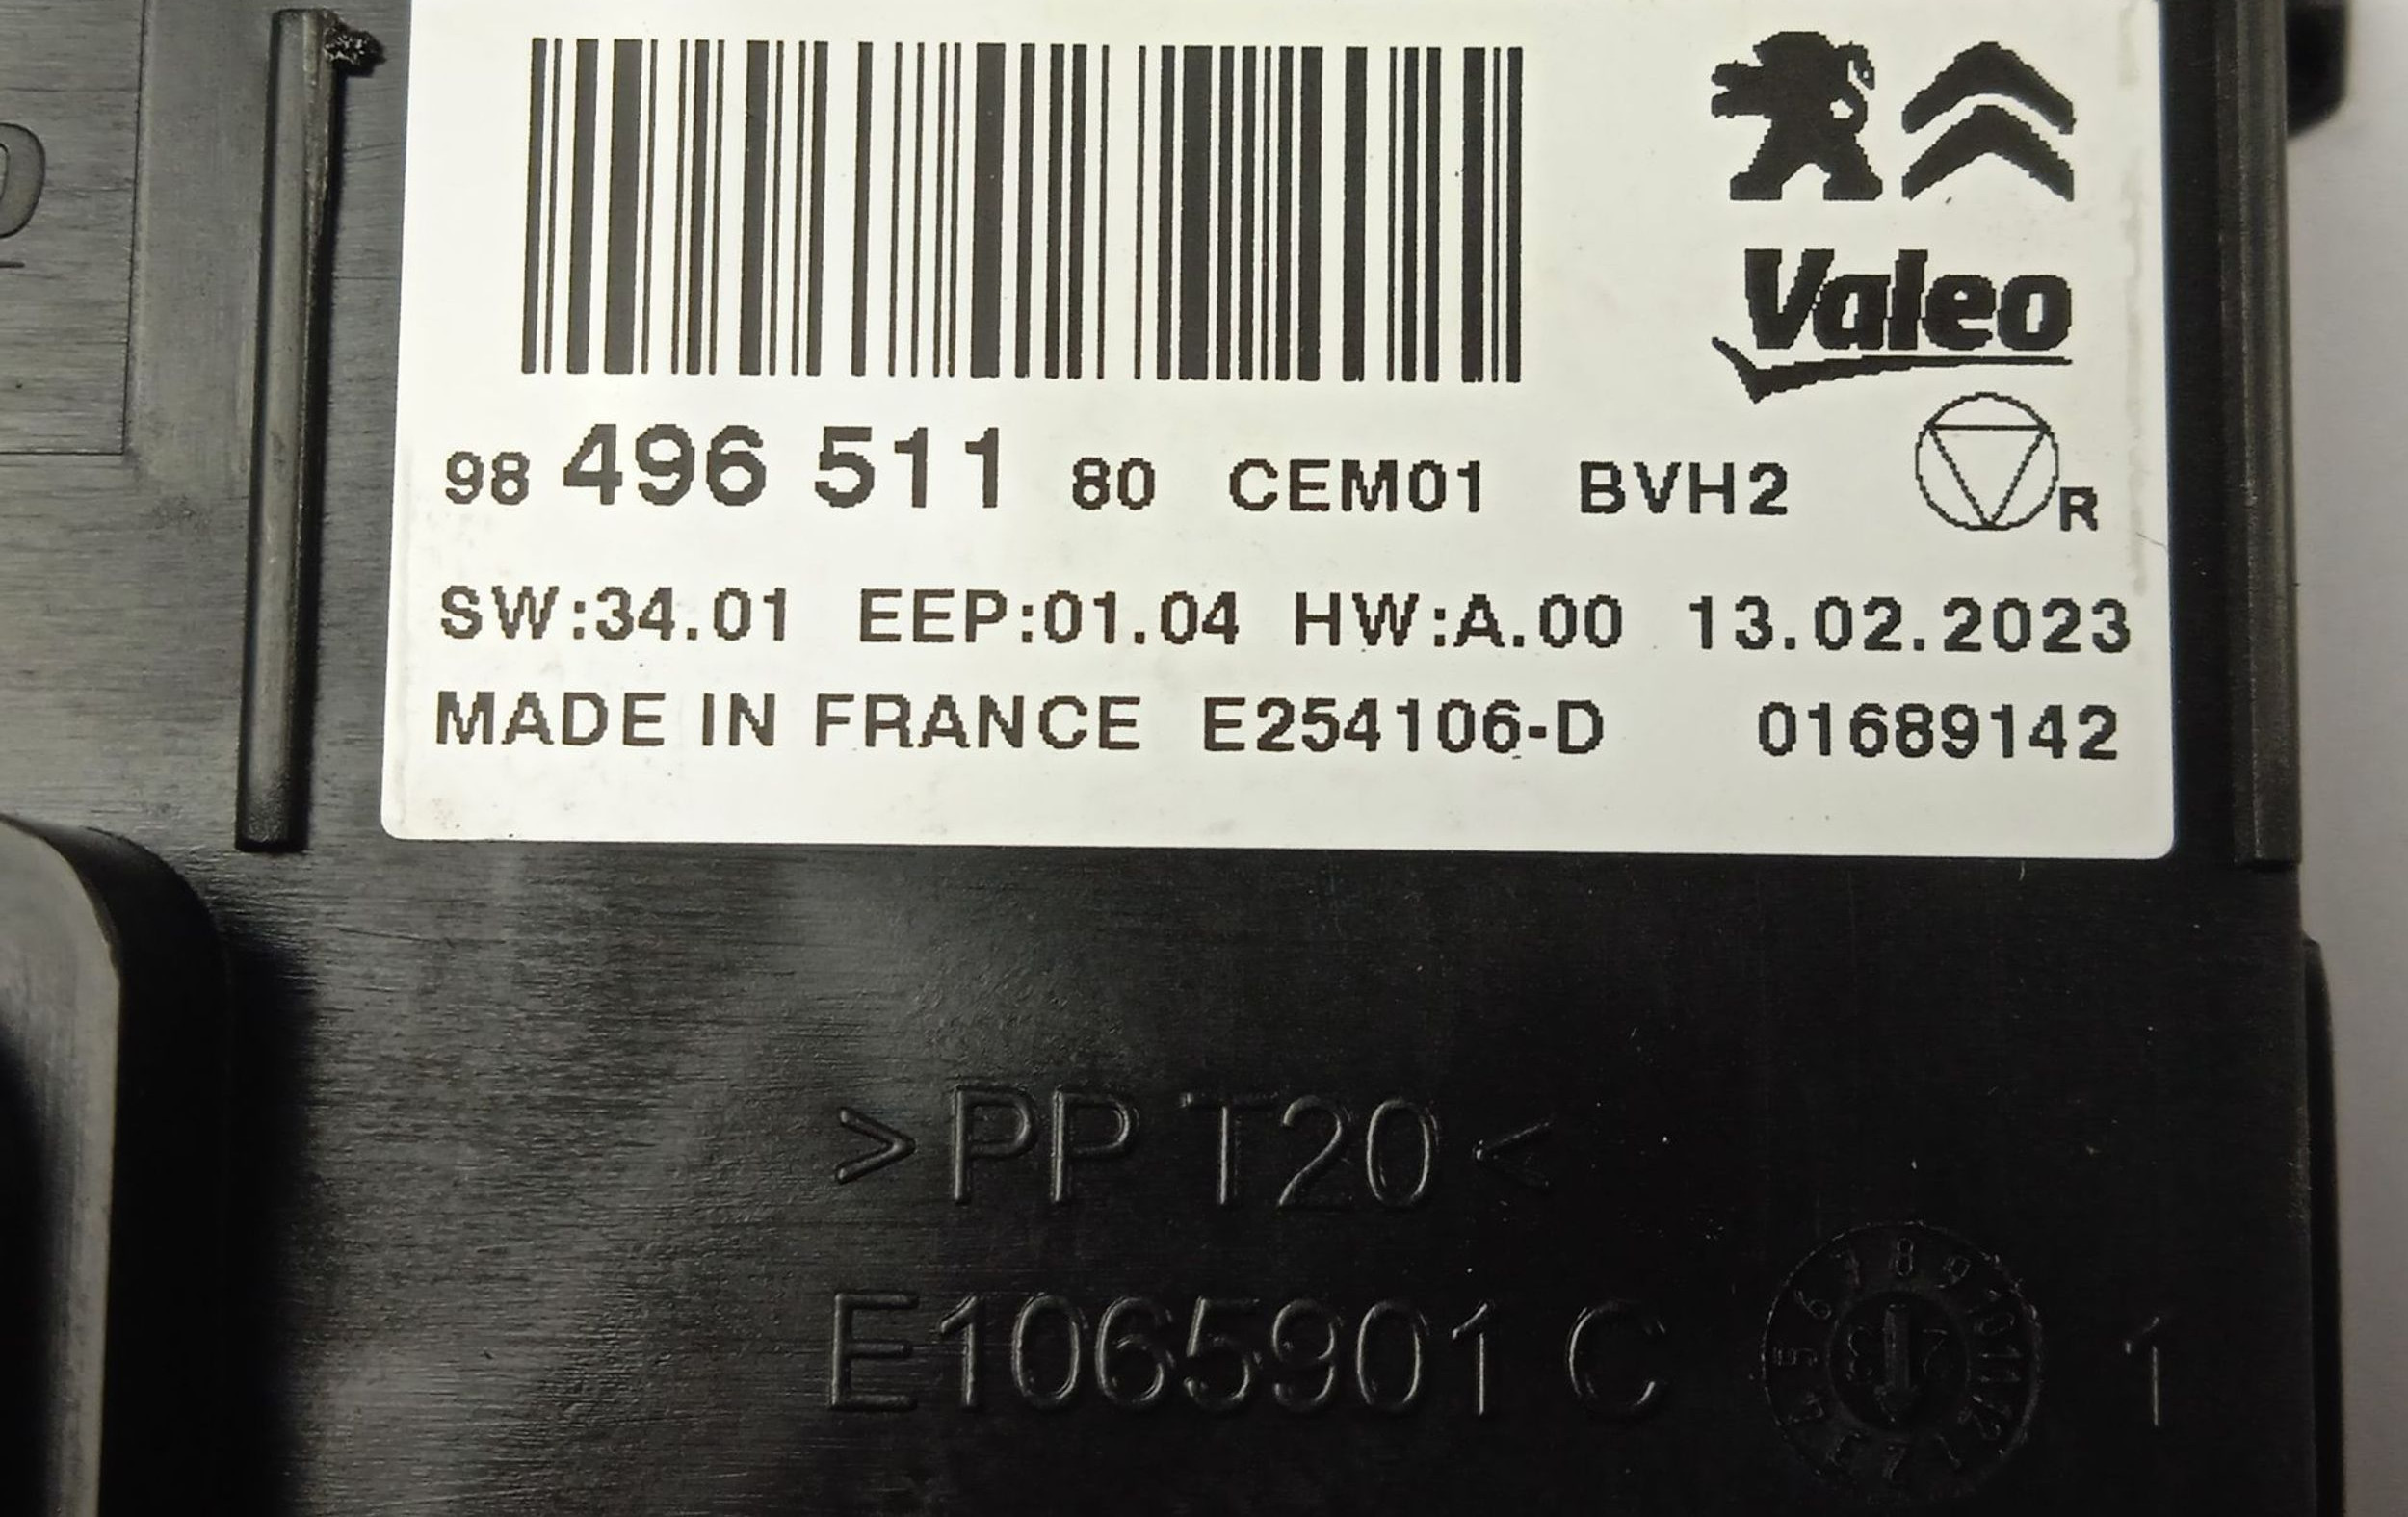 Valeo
98 496 511 80 CEM01 BVH2 R
SW:34.01 EEP:01.04 HW:A.00 13.02.2023
MADE IN FRANCE E254106-D 01689142
>PP T20<
E1065901 C 1